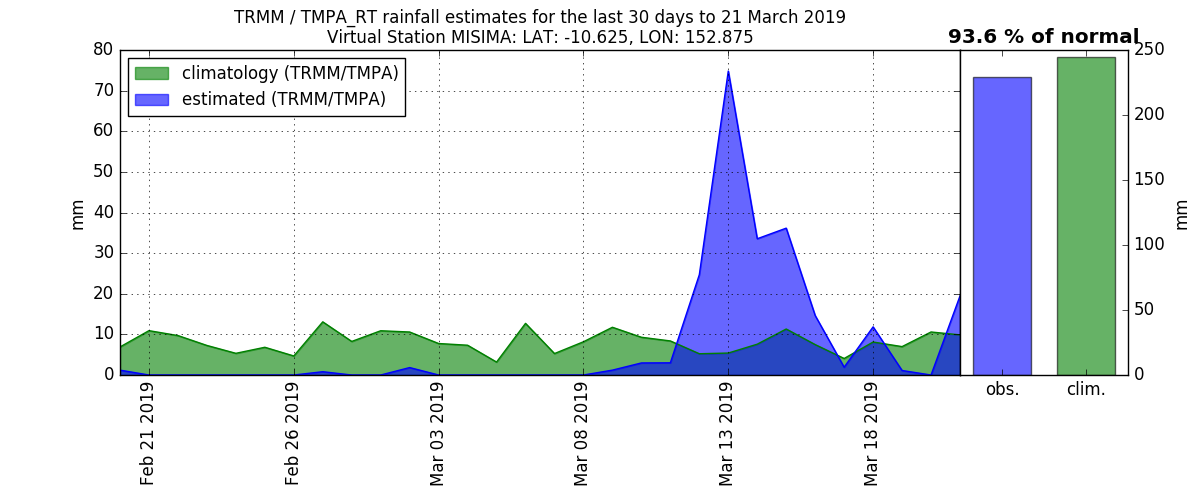 TRMM / TMPA_RT rainfall estimates for the last 30 days to 21 March 2019
Virtual Station MISIMA: LAT: -10.625, LON: 152.875
93.6 % of normal
climatology (TRMM/TMPA)
estimated (TRMM/TMPA)
80
70
60
50
40
30
20
10
0
mm
250
200
150
100
50
0
mm
Feb 21 2019
Feb 26 2019
Mar 03 2019
Mar 08 2019
Mar 13 2019
Mar 18 2019
obs.
clim.